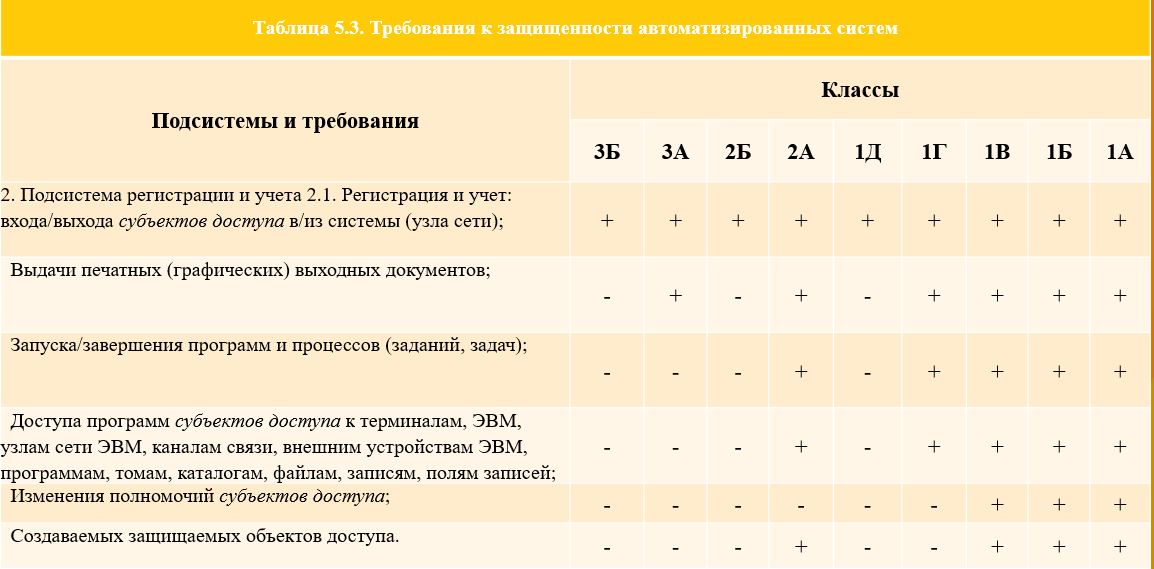 Таблица 5.3. Требования к защищенности автоматизированных систем
Подсистемы и требования
Классы
3Б 3А 2Б 2А 1Д 1Г 1В 1Б 1А
2. Подсистема регистрации и учета 2.1. Регистрация и учет:
входа/выхода субъектов доступа в/из системы (узла сети);
+ + + + + + + + +
Выдачи печатных (графических) выходных документов;
- + - + - + + + +
Запуска/завершения программ и процессов (заданий, задач);
- - - + - + + + +
Доступа программ субъектов доступа к терминалам, ЭВМ,
узлам сети ЭВМ, каналам связи, внешним устройствам ЭВМ,
программам, томам, каталогам, файлам, записям, полям записей;
- - - + - + + + +
Изменения полномочий субъектов доступа;
- - - - - - + + +
Создаваемых защищаемых объектов доступа.
- - - + - - + + +